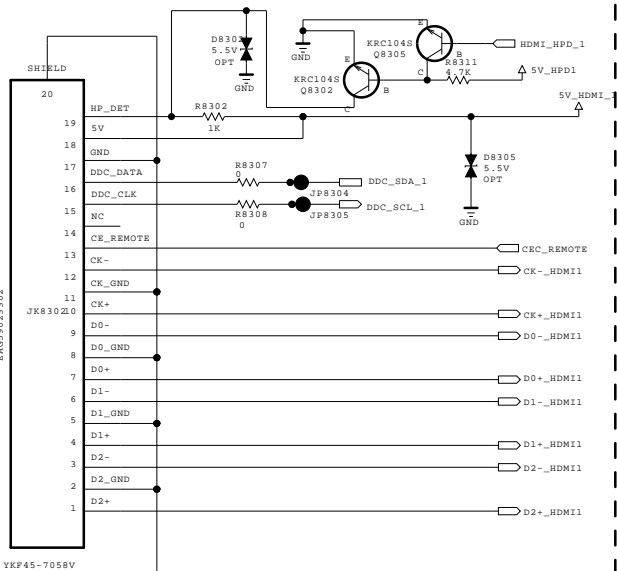 D8302
5.5V
OPT
GND
GND
KRC104S
Q8305
E
B
C
HDMI_HPD_1
KRC104S
Q8302
E
B
C
R8311
4.7K
5V_HPD1
5V_HDMI_1
SHIELD
20
19
HP_DET
R8302
1K
18
5V
17
GND
16
DDC_DATA
R8307
0
JP8304
DDC_SDA_1
15
DDC_CLK
R8308
0
JP8305
DDC_SCL_1
D8305
5.5V
OPT
GND
14
NC
13
CE_REMOTE
CEC_REMOTE
12
CK-
CK-_HDMI1
11
CK_GND
JK8302
10
CK+
CK+_HDMI1
9
D0-
D0-_HDMI1
8
D0_GND
7
D0+
D0+_HDMI1
6
D1-
D1-_HDMI1
5
D1_GND
4
D1+
D1+_HDMI1
3
D2-
D2-_HDMI1
2
D2_GND
1
D2+
D2+_HDMI1
YKF45-7058V